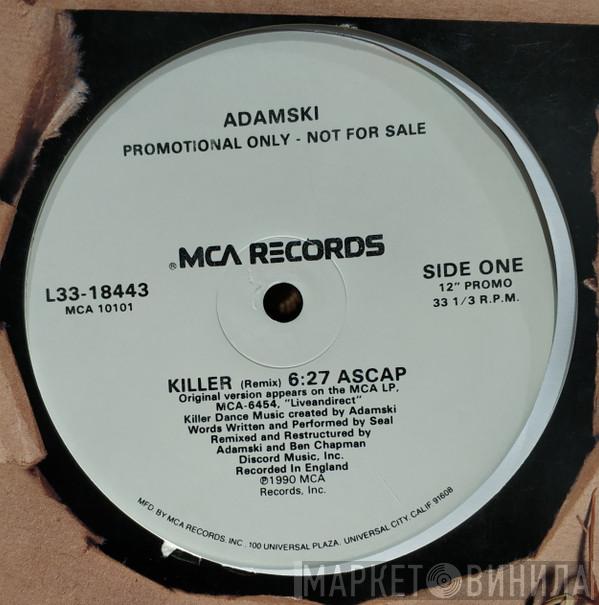 ADAMSKI
PROMOTIONAL ONLY - NOT FOR SALE
®MCA RECORDS
L33-18443
MCA 10101
SIDE ONE
12" PROMO
33 1/3 R.P.M.
KILLER (Remix) 6:27 ASCAP
Original version appears on the MCA LP,
MCA-6454, "Liveandirect"
Killer Dance Music created by Adamski
Words Written and Performed by Seal
Remixed and Restructured by
Adamski and Ben Chapman
Discord Music, Inc.
Recorded In England
℗1990 MCA
Records, Inc.
MFD. BY MCA RECORDS, INC., 100 UNIVERSAL PLAZA, UNIVERSAL CITY, CALIF 91608
МАРКЕТ ВИНИЛА